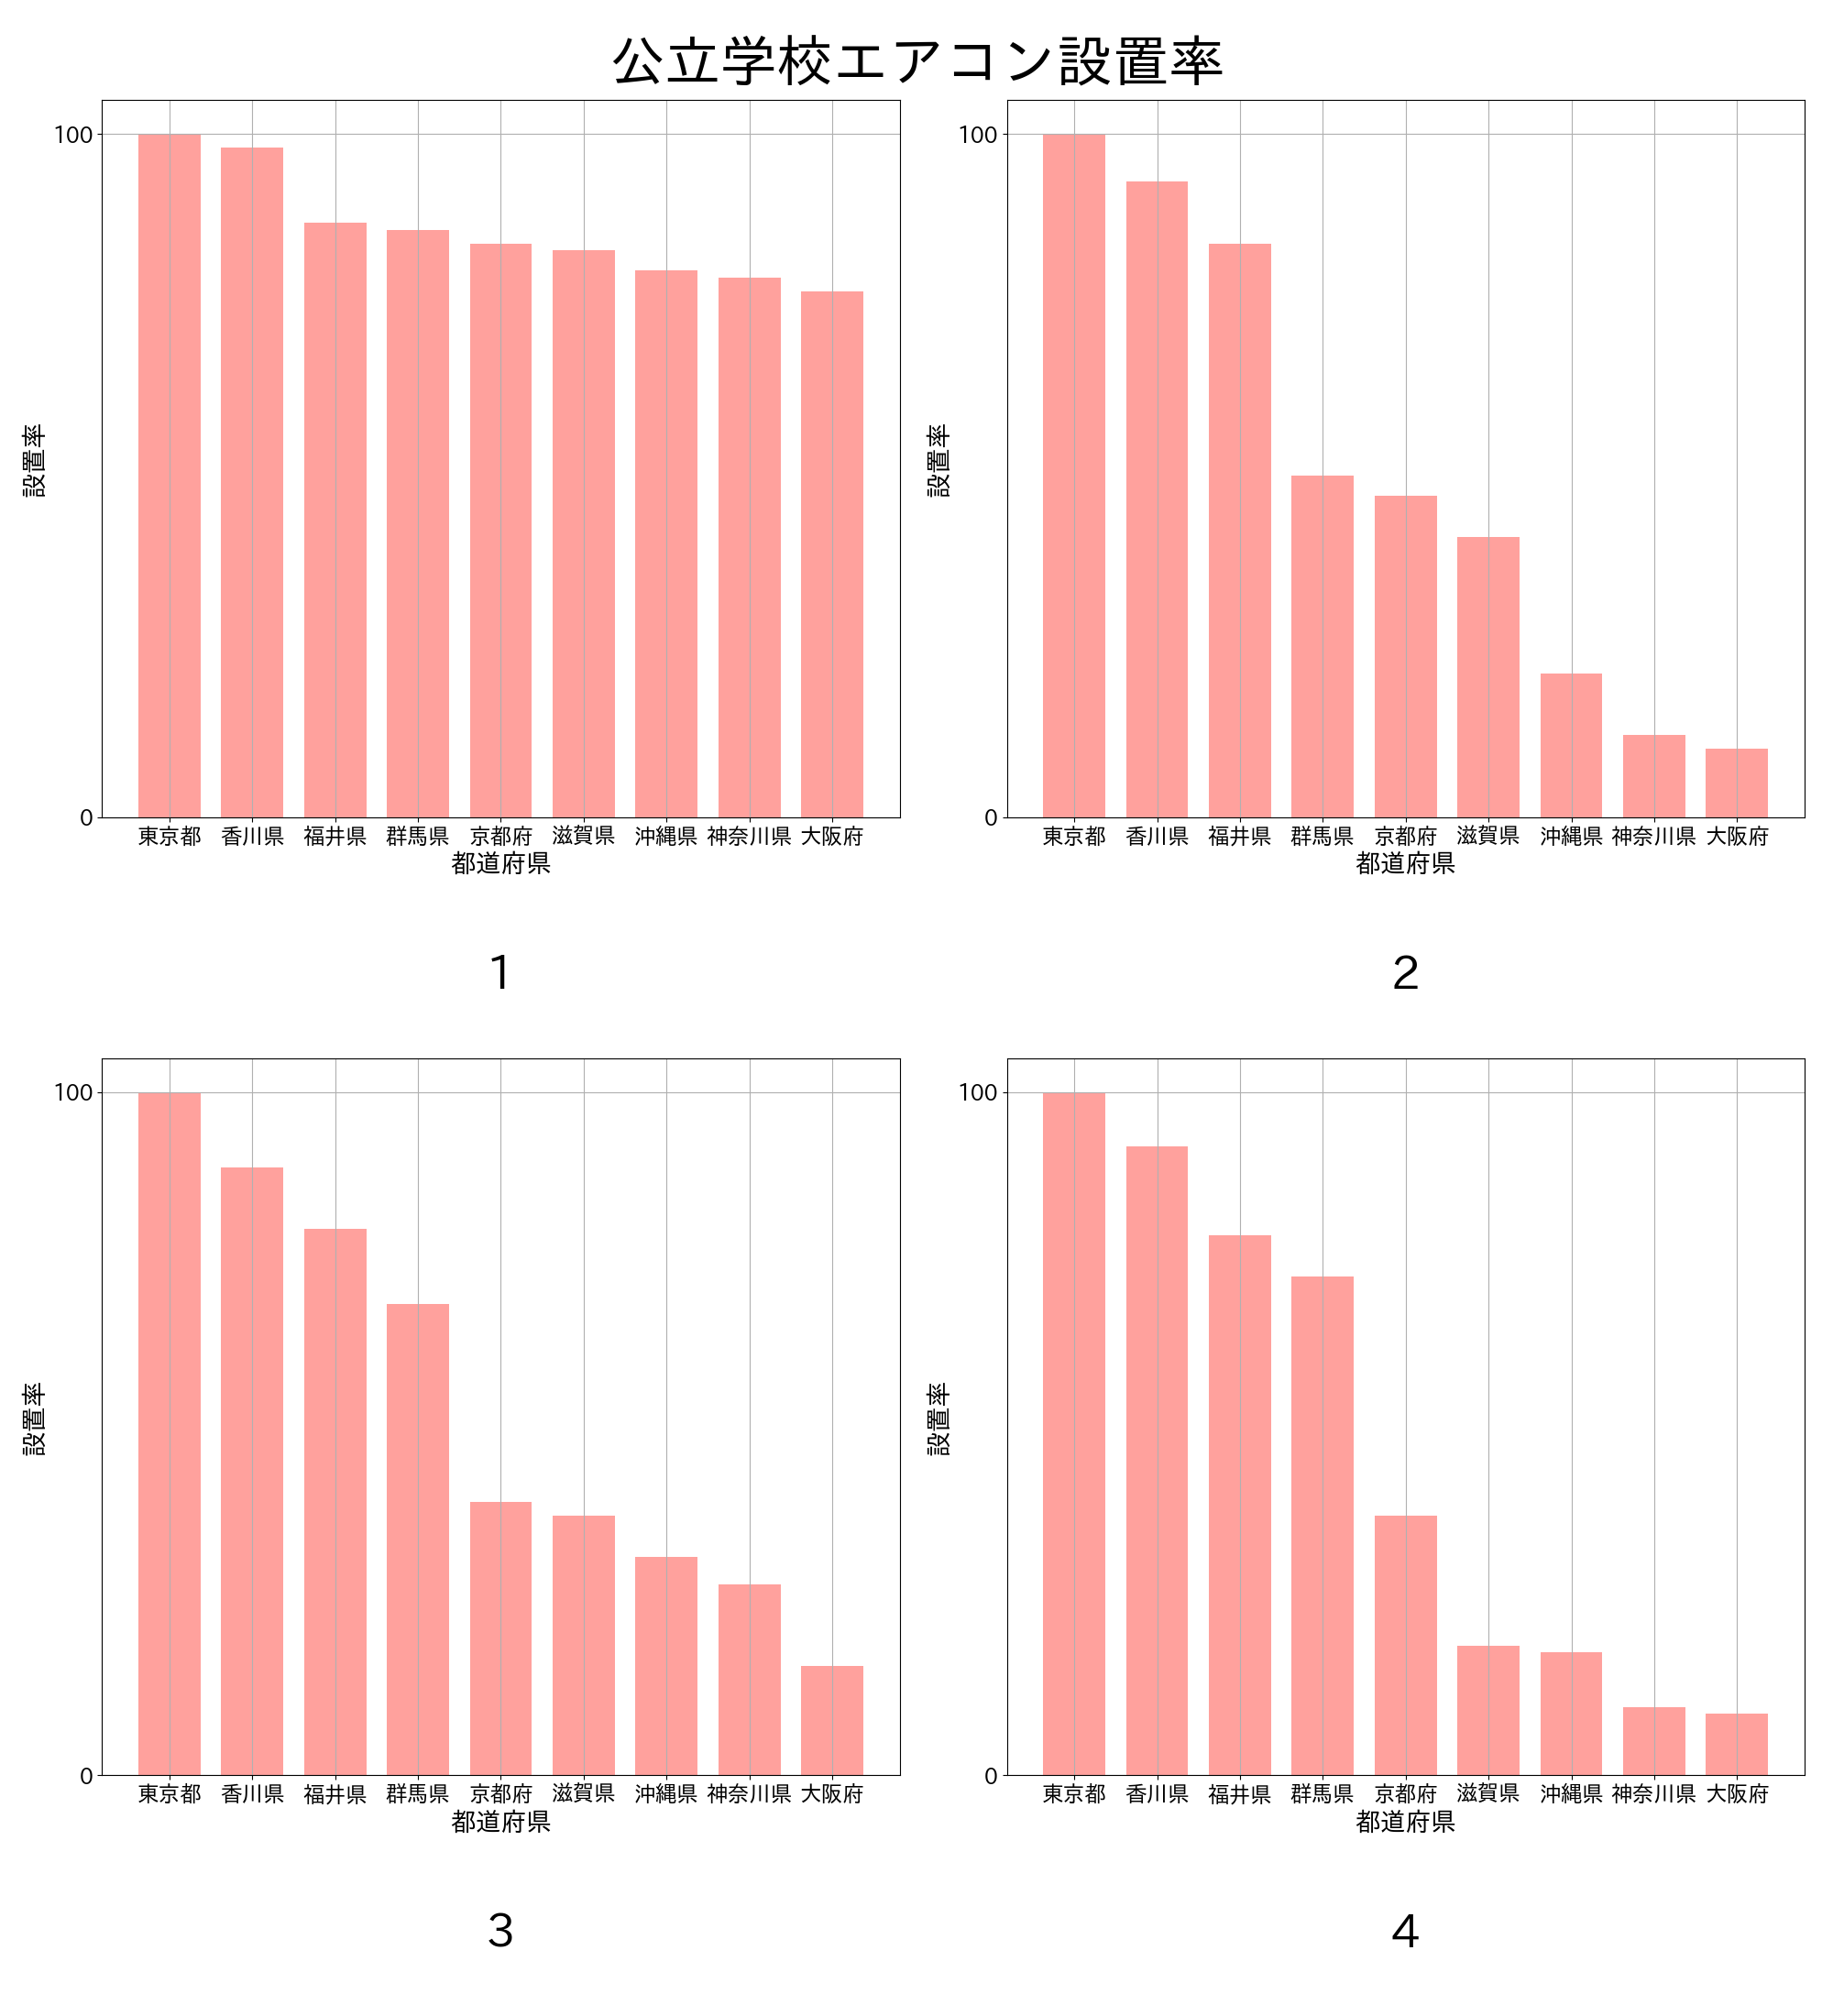 公立学校エアコン設置率
100
設置率
0
東京都 香川県 福井県 群馬県 京都府 滋賀県 沖縄県 神奈川県 大阪府
都道府県
1
100
設置率
0
東京都 香川県 福井県 群馬県 京都府 滋賀県 沖縄県 神奈川県 大阪府
都道府県
2
100
設置率
0
東京都 香川県 福井県 群馬県 京都府 滋賀県 沖縄県 神奈川県 大阪府
都道府県
3
100
設置率
0
東京都 香川県 福井県 群馬県 京都府 滋賀県 沖縄県 神奈川県 大阪府
都道府県
4